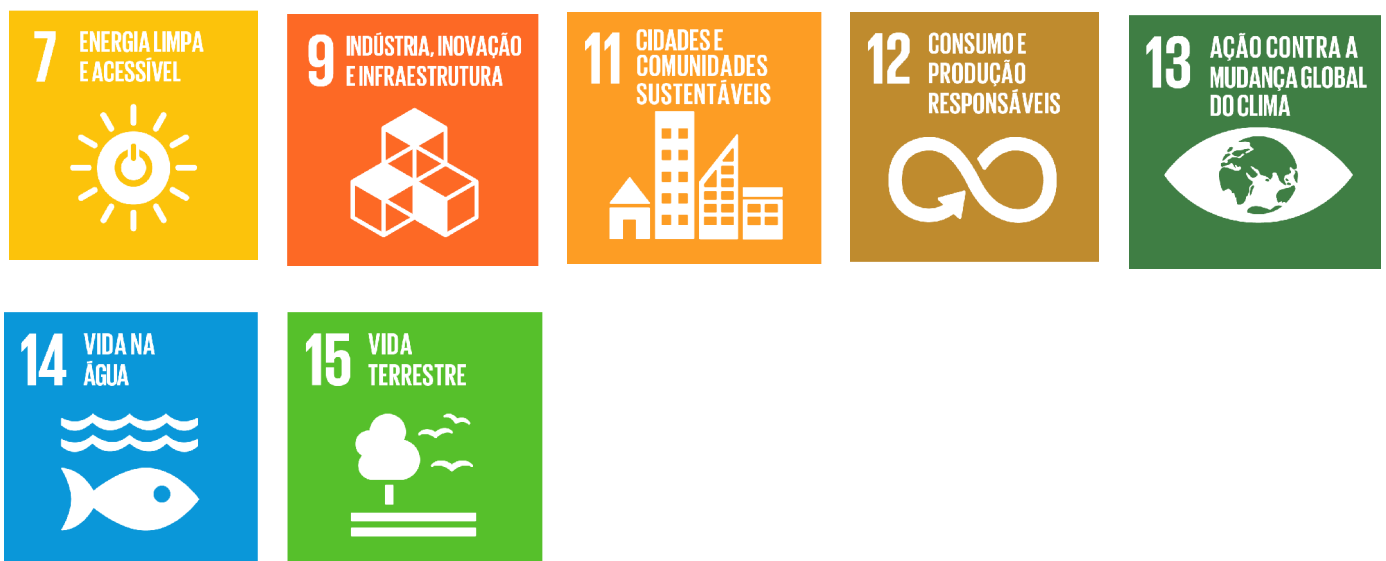 7 ENERGIA LIMPA
E ACESSÍVEL
9 INDÚSTRIA, INOVAÇÃO
E INFRAESTRUTURA
11 CIDADES E
COMUNIDADES
SUSTENTÁVEIS
12 CONSUMO E
PRODUÇÃO
RESPONSÁVEIS
13 AÇÃO CONTRA A
MUDANÇA GLOBAL
DO CLIMA
14 VIDA NA
ÁGUA
15 VIDA
TERRESTRE